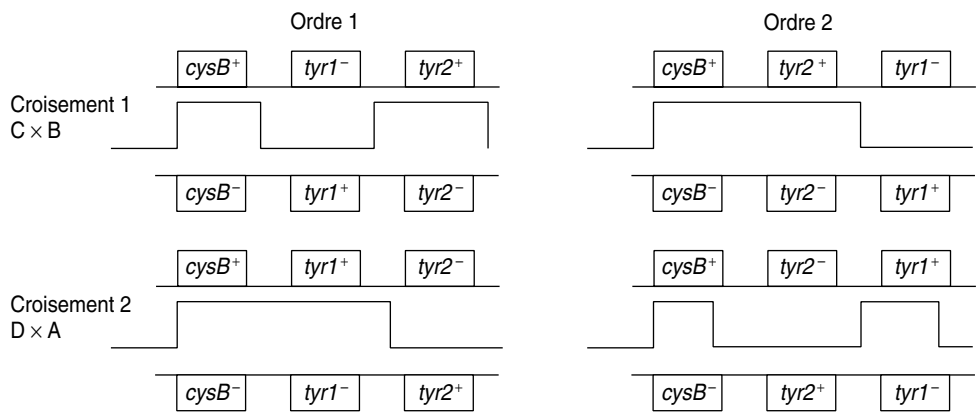 Ordre 1
Ordre 2
cysB⁺ tyr1⁻ tyr2⁺
cysB⁺ tyr2⁺ tyr1⁻
Croisement 1
C × B
cysB⁻ tyr1⁺ tyr2⁻
cysB⁻ tyr2⁻ tyr1⁺
cysB⁺ tyr1⁺ tyr2⁻
cysB⁺ tyr2⁻ tyr1⁺
Croisement 2
D × A
cysB⁻ tyr1⁻ tyr2⁺
cysB⁻ tyr2⁺ tyr1⁻